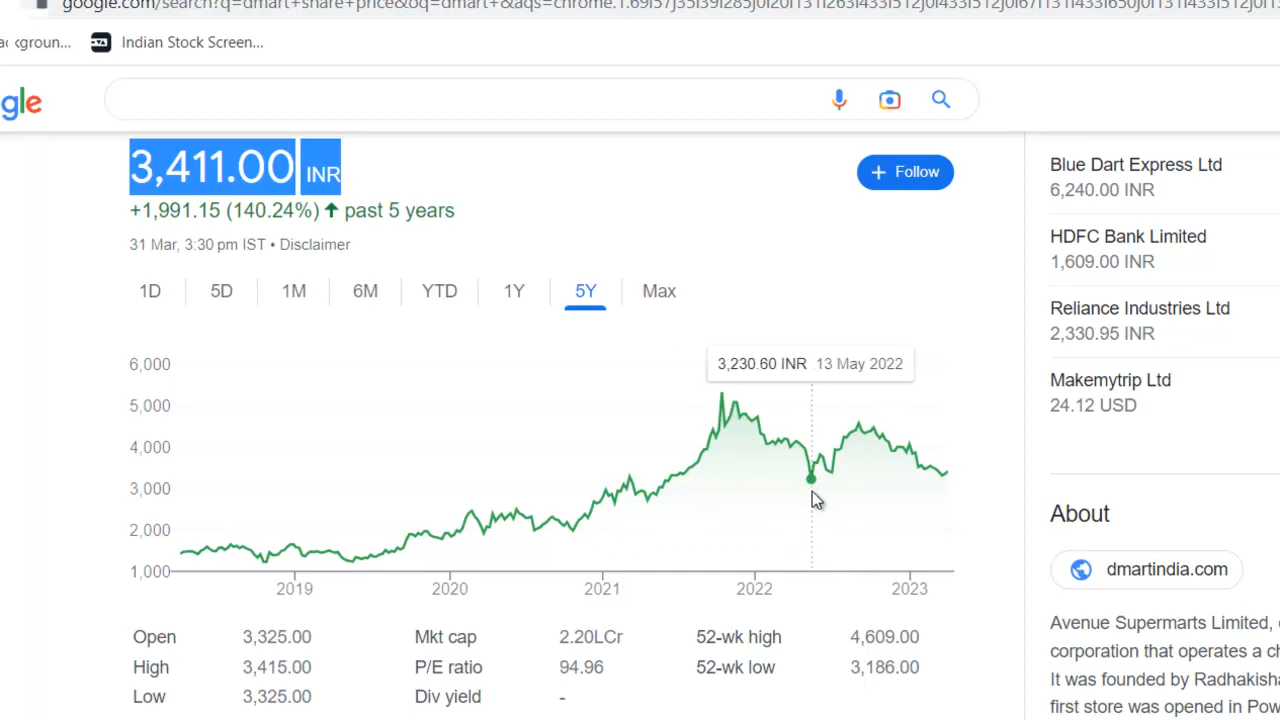 google.com/search?q=dmart+share+price&oq=dmart+&aqs=chrome.1.69i57j35i39i285j0i20i131i263i433i512j0i433i512j0i67i131i433i650j0i131i433i512j0i13
kgroun...
Indian Stock Screen...
gle
3,411.00 INR
+ Follow
+1,991.15 (140.24%) ↑ past 5 years
31 Mar, 3:30 pm IST • Disclaimer
1D 5D 1M 6M YTD 1Y 5Y Max
3,230.60 INR 13 May 2022
6,000
5,000
4,000
3,000
2,000
1,000
2019 2020 2021 2022 2023
Open 3,325.00 Mkt cap 2.20LCr 52-wk high 4,609.00
High 3,415.00 P/E ratio 94.96 52-wk low 3,186.00
Low 3,325.00 Div yield -
Blue Dart Express Ltd
6,240.00 INR
HDFC Bank Limited
1,609.00 INR
Reliance Industries Ltd
2,330.95 INR
Makemytrip Ltd
24.12 USD
About
dmartindia.com
Avenue Supermarts Limited,
corporation that operates a ch
It was founded by Radhakisha
first store was opened in Pow